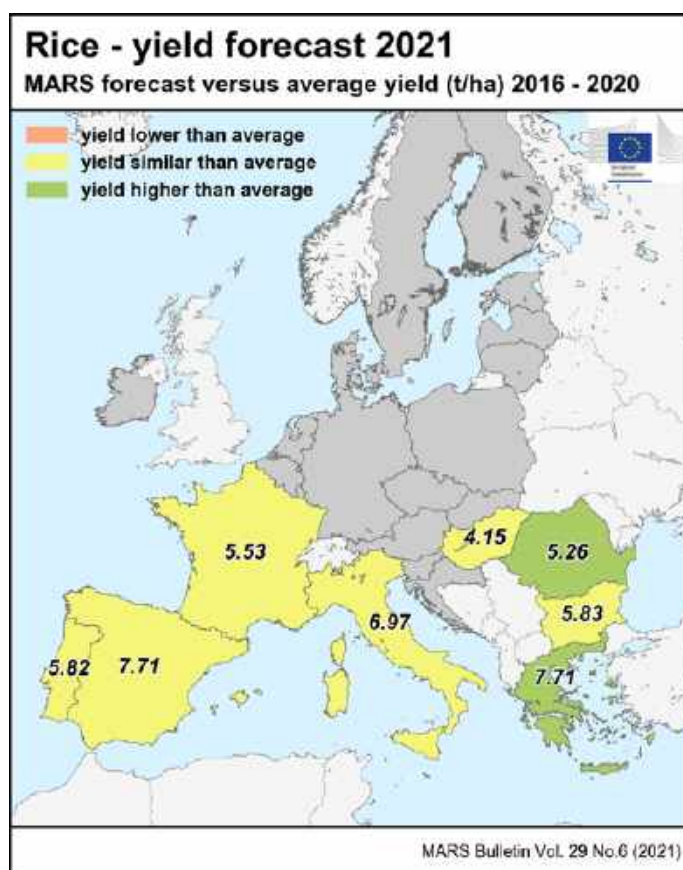 Rice - yield forecast 2021
MARS forecast versus average yield (t/ha) 2016 - 2020
yield lower than average
yield similar than average
yield higher than average
4.15
5.53
5.26
6.97
5.83
5.82
7.71
7.71
MARS Bulletin Vol. 29 No.6 (2021)